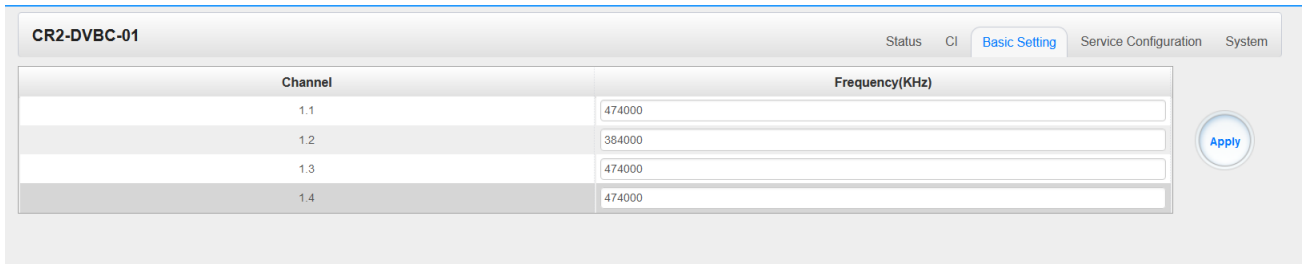 CR2-DVBC-01
Status CI Basic Setting Service Configuration System
Channel Frequency(KHz)
1.1 474000
1.2 384000
Apply
1.3 474000
1.4 474000